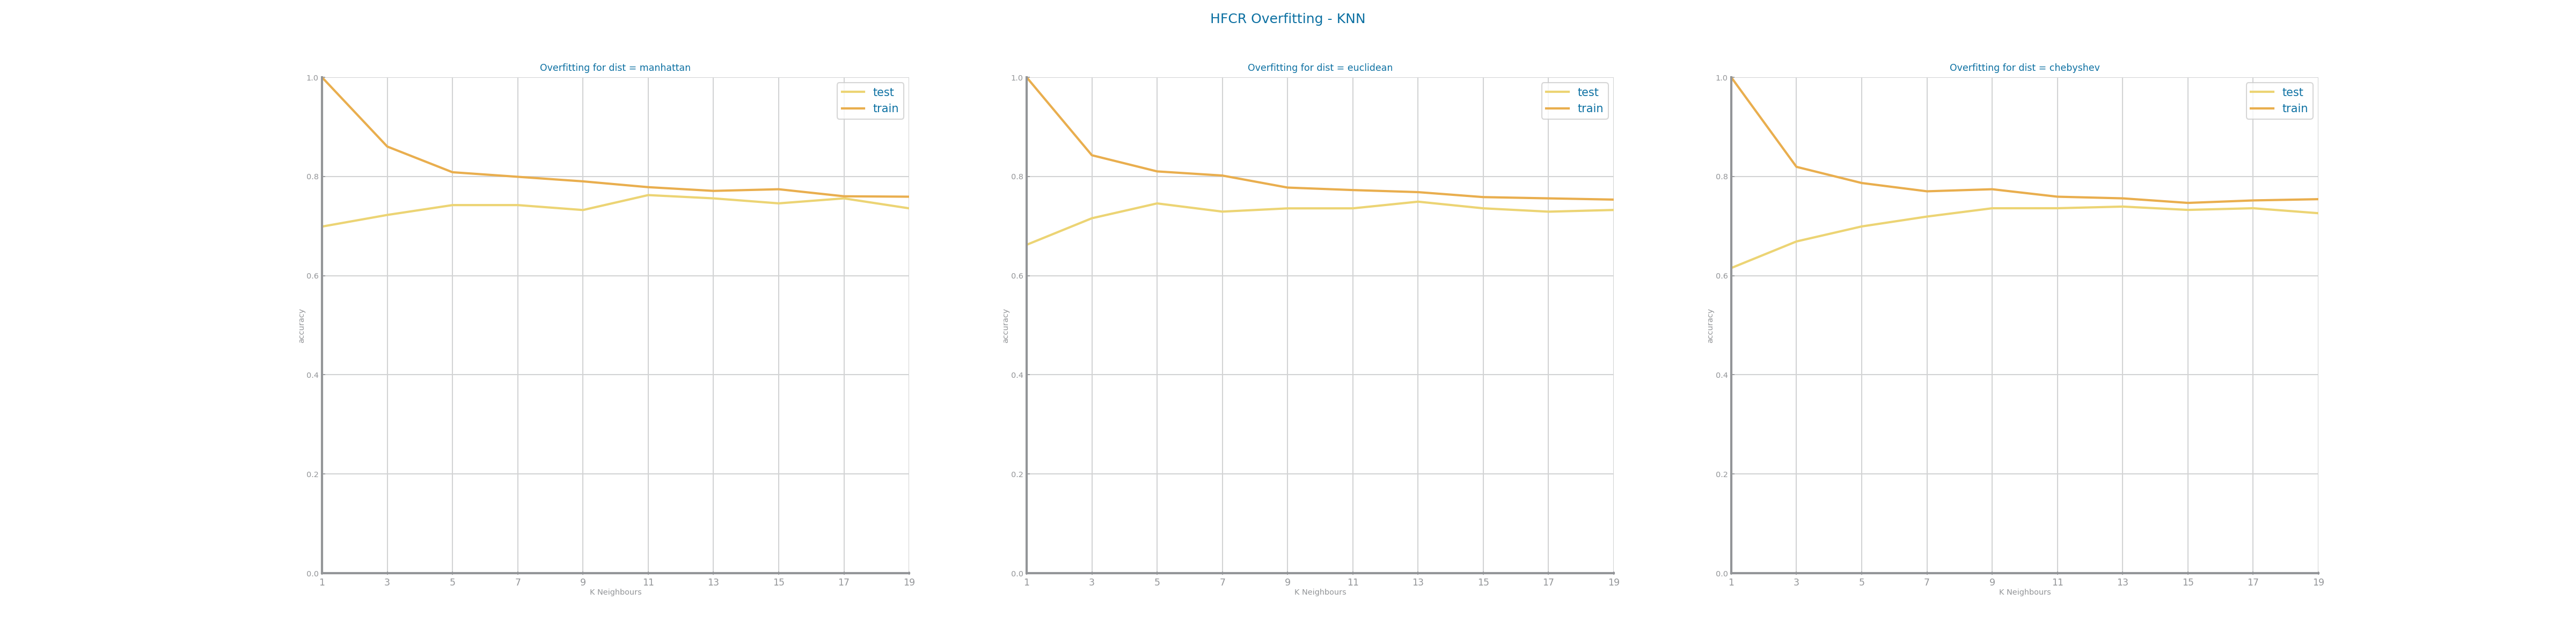 HFCR Overfitting - KNN
Overfitting for dist = manhattan
test
train
1.0
0.8
0.6
0.4
0.2
0.0
accuracy
1 3 5 7 9 11 13 15 17 19
K Neighbours
Overfitting for dist = euclidean
test
train
1.0
0.8
0.6
0.4
0.2
0.0
accuracy
1 3 5 7 9 11 13 15 17 19
K Neighbours
Overfitting for dist = chebyshev
test
train
1.0
0.8
0.6
0.4
0.2
0.0
accuracy
1 3 5 7 9 11 13 15 17 19
K Neighbours